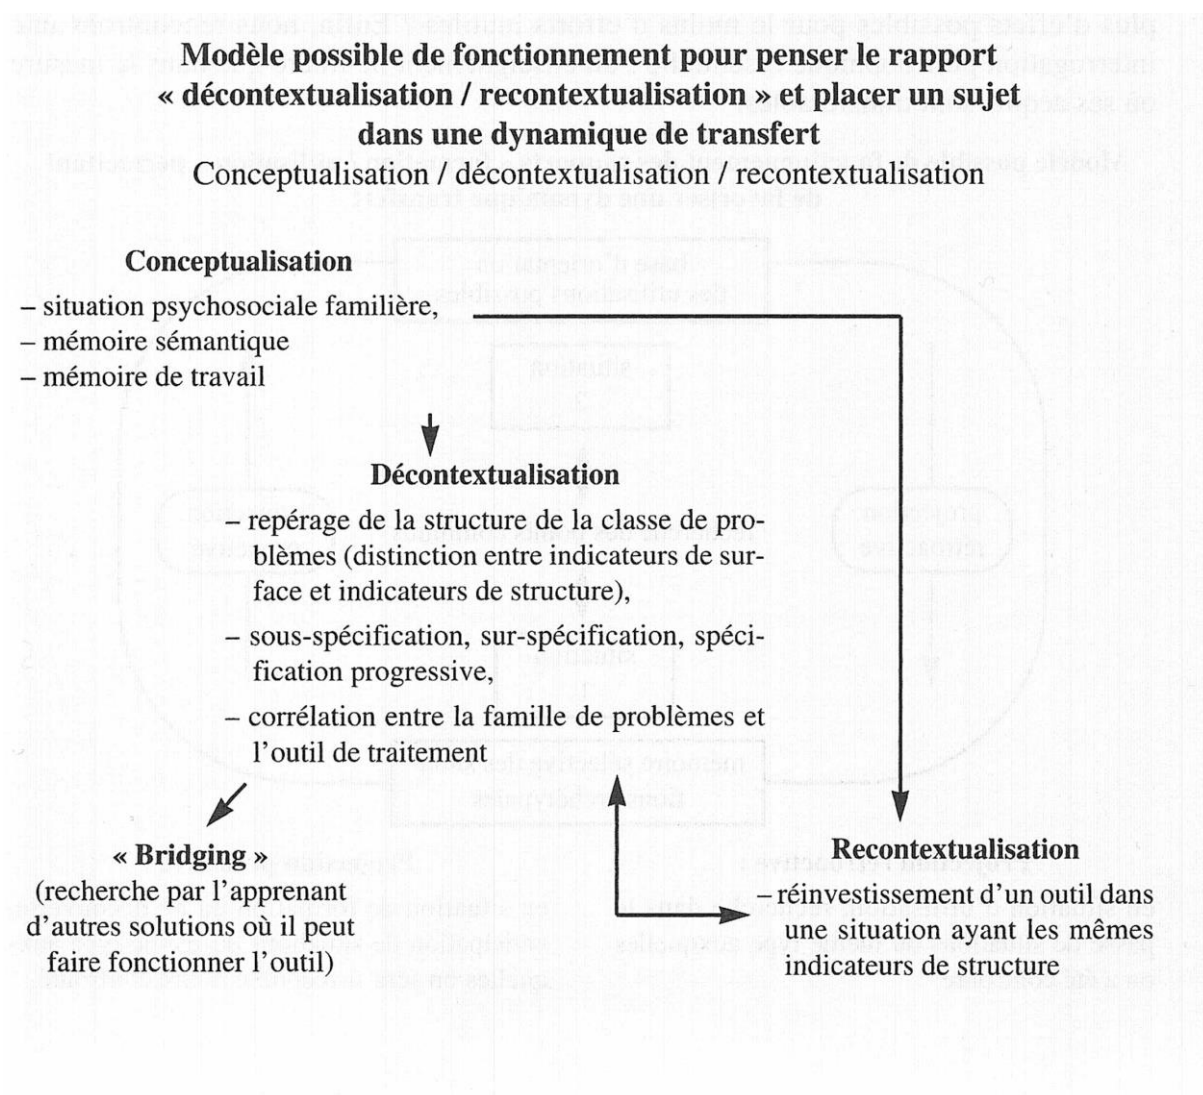 Modèle possible de fonctionnement pour penser le rapport
« décontextualisation / recontextualisation » et placer un sujet
dans une dynamique de transfert
Conceptualisation / décontextualisation / recontextualisation
Conceptualisation
– situation psychosociale familière,
– mémoire sémantique
– mémoire de travail
Décontextualisation
– repérage de la structure de la classe de pro-
blèmes (distinction entre indicateurs de sur-
face et indicateurs de structure),
– sous-spécification, sur-spécification, spéci-
fication progressive,
– corrélation entre la famille de problèmes et
l’outil de traitement
« Bridging »
(recherche par l’apprenant
d’autres solutions où il peut
faire fonctionner l’outil)
Recontextualisation
– réinvestissement d’un outil dans
une situation ayant les mêmes
indicateurs de structure